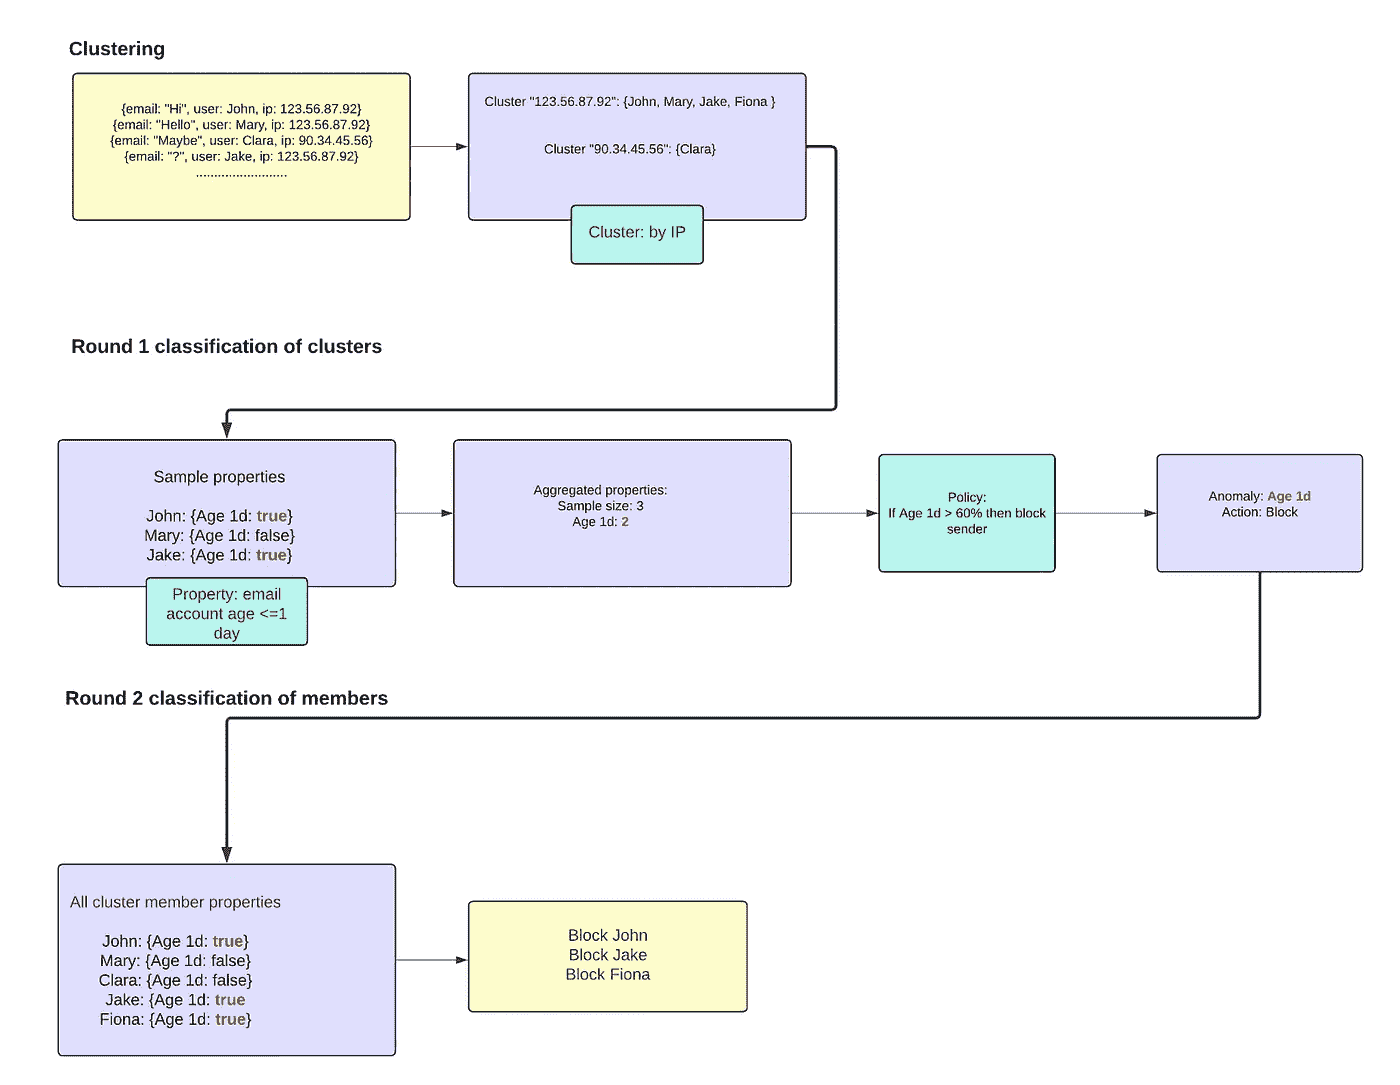 Clustering
{email: "Hi", user: John, ip: 123.56.87.92}
{email: "Hello", user: Mary, ip: 123.56.87.92}
{email: "Maybe", user: Clara, ip: 90.34.45.56}
{email: "?", user: Jake, ip: 123.56.87.92}
.........................
Cluster "123.56.87.92": {John, Mary, Jake, Fiona }
Cluster "90.34.45.56": {Clara}
Cluster: by IP
Round 1 classification of clusters
Sample properties
John: {Age 1d: true}
Mary: {Age 1d: false}
Jake: {Age 1d: true}
Property: email
account age <=1
day
Aggregated properties:
Sample size: 3
Age 1d: 2
Policy:
If Age 1d > 60% then block
sender
Anomaly: Age 1d
Action: Block
Round 2 classification of members
All cluster member properties
John: {Age 1d: true}
Mary: {Age 1d: false}
Clara: {Age 1d: false}
Jake: {Age 1d: true
Fiona: {Age 1d: true}
Block John
Block Jake
Block Fiona